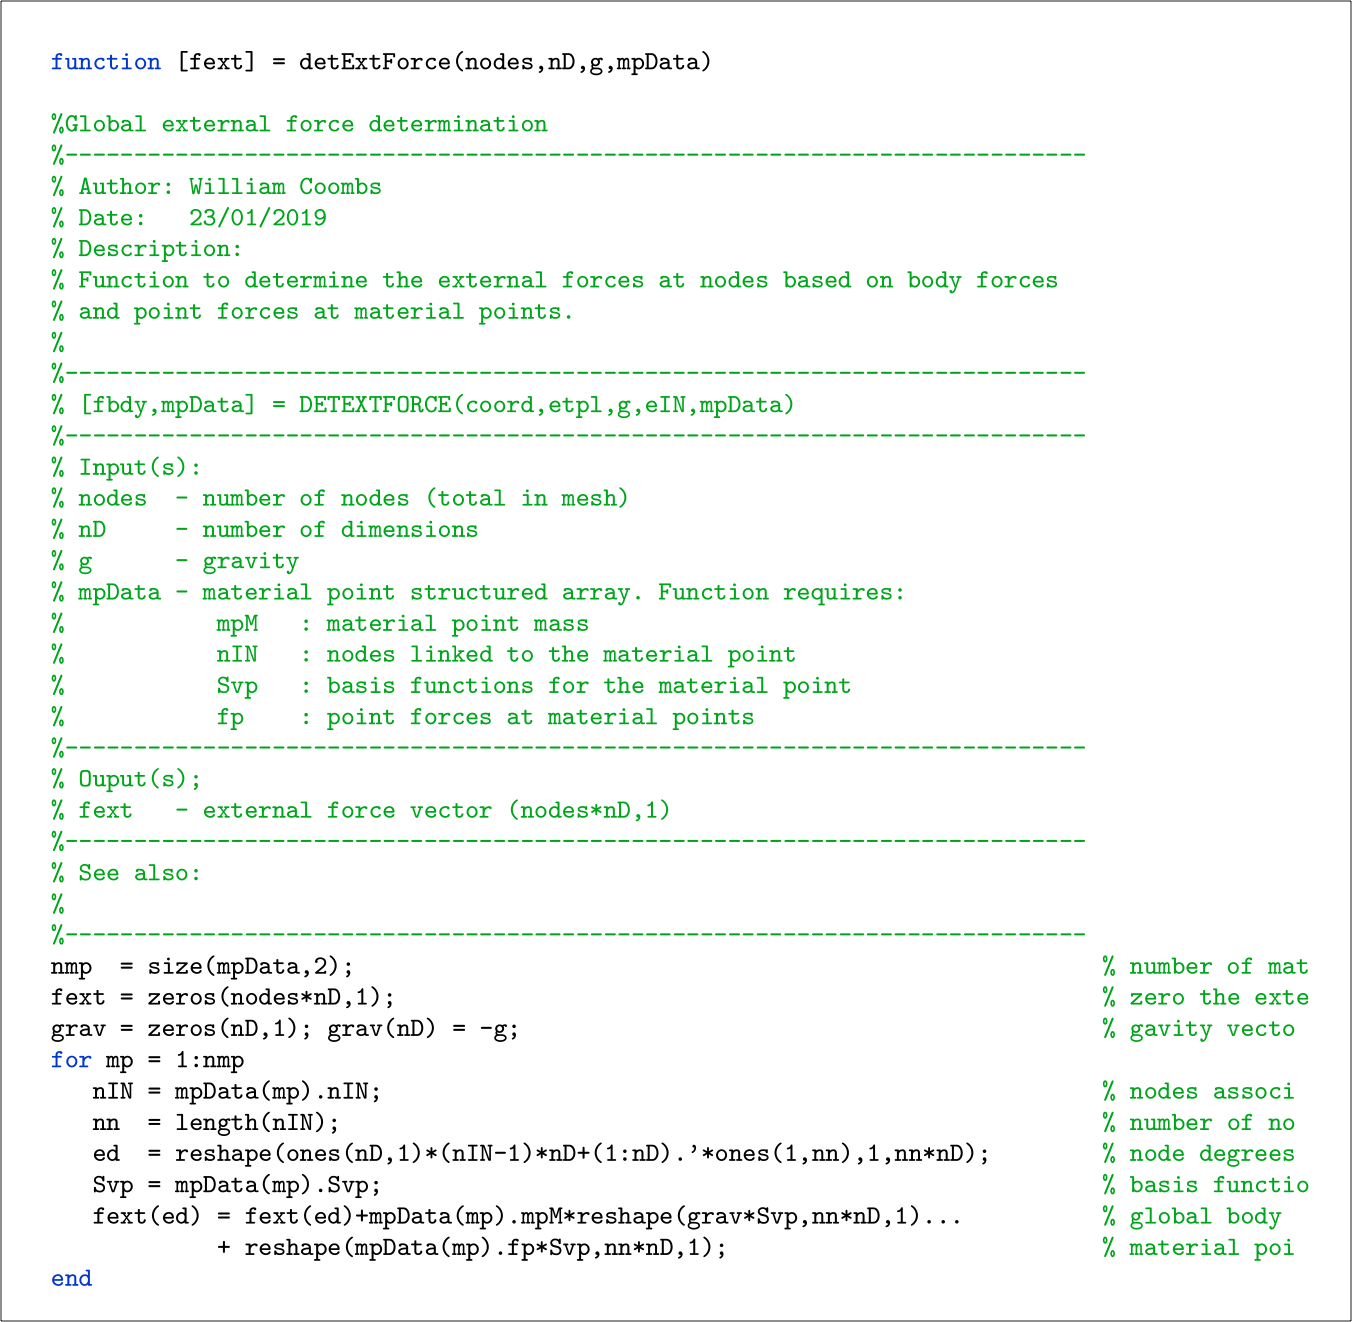 function [fext] = detExtForce(nodes,nD,g,mpData)
%Global external force determination
%--------------------------------------------------------------------------
% Author: William Coombs
% Date:   23/01/2019
% Description:
% Function to determine the external forces at nodes based on body forces
% and point forces at material points.
%
%--------------------------------------------------------------------------
% [fbdy,mpData] = DETEXTFORCE(coord,etpl,g,eIN,mpData)
%--------------------------------------------------------------------------
% Input(s):
% nodes  - number of nodes (total in mesh)
% nD     - number of dimensions
% g      - gravity
% mpData - material point structured array. Function requires:
%           mpM   : material point mass
%           nIN   : nodes linked to the material point
%           Svp   : basis functions for the material point
%           fp    : point forces at material points
%--------------------------------------------------------------------------
% Ouput(s);
% fext   - external force vector (nodes*nD,1)
%--------------------------------------------------------------------------
% See also:
%
%--------------------------------------------------------------------------
nmp  = size(mpData,2); % number of mat
fext = zeros(nodes*nD,1); % zero the exte
grav = zeros(nD,1); grav(nD) = -g; % gavity vecto
for mp = 1:nmp
   nIN = mpData(mp).nIN; % nodes associ
   nn  = length(nIN); % number of no
   ed  = reshape(ones(nD,1)*(nIN-1)*nD+(1:nD).'*ones(1,nn),1,nn*nD); % node degrees
   Svp = mpData(mp).Svp; % basis functio
   fext(ed) = fext(ed)+mpData(mp).mpM*reshape(grav*Svp,nn*nD,1)... % global body
            + reshape(mpData(mp).fp*Svp,nn*nD,1); % material poi
end